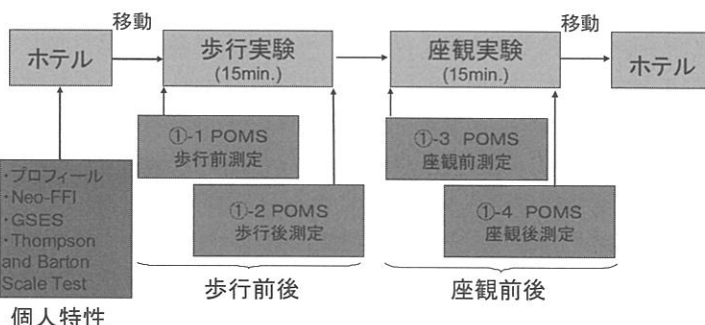 移動
移動
ホテル
歩行実験
(15min.)
座観実験
(15min.)
ホテル
①-1 POMS
歩行前測定
①-3 POMS
座観前測定
・プロフィール
・Neo-FFI
・GSES
・Thompson
and Barton
Scale Test
①-2 POMS
歩行後測定
①-4 POMS
座観後測定
歩行前後
座観前後
個人特性